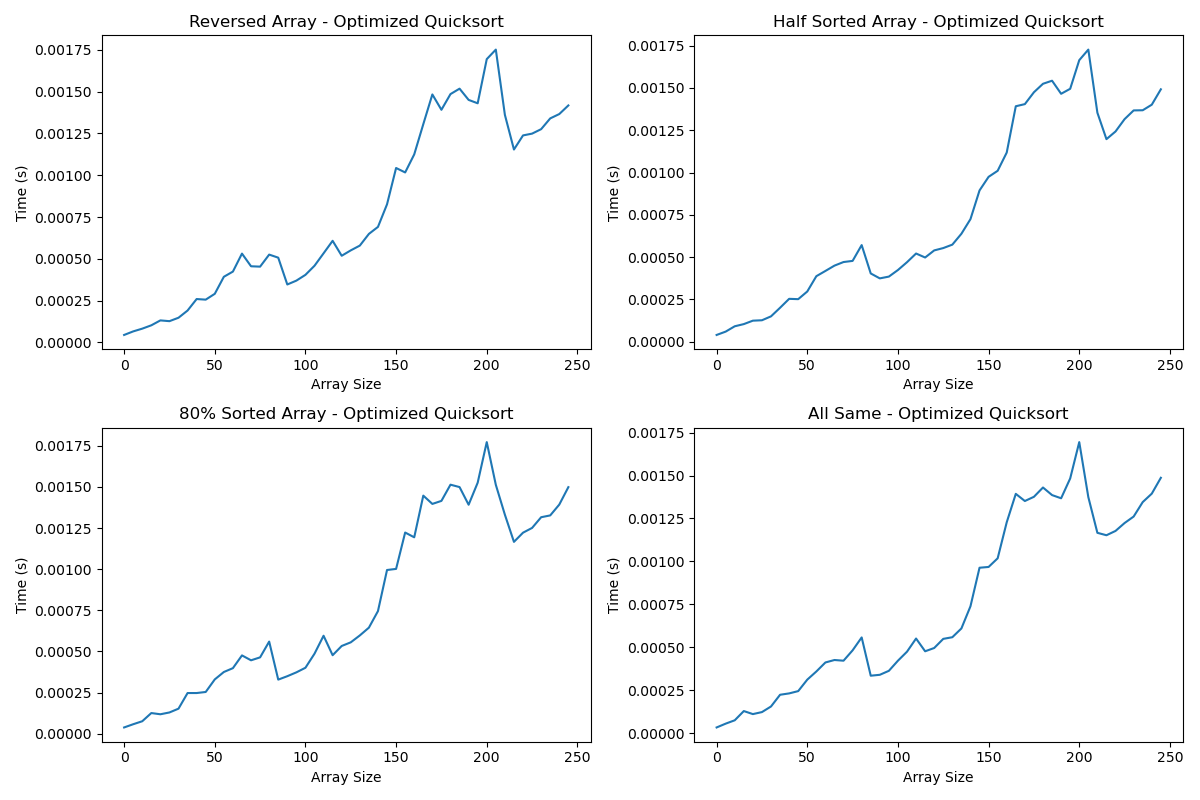 Reversed Array - Optimized Quicksort
Time (s)
0.00175
0.00150
0.00125
0.00100
0.00075
0.00050
0.00025
0.00000
0 50 100 150 200 250
Array Size
Half Sorted Array - Optimized Quicksort
Time (s)
0.00175
0.00150
0.00125
0.00100
0.00075
0.00050
0.00025
0.00000
0 50 100 150 200 250
Array Size
80% Sorted Array - Optimized Quicksort
Time (s)
0.00175
0.00150
0.00125
0.00100
0.00075
0.00050
0.00025
0.00000
0 50 100 150 200 250
Array Size
All Same - Optimized Quicksort
Time (s)
0.00175
0.00150
0.00125
0.00100
0.00075
0.00050
0.00025
0.00000
0 50 100 150 200 250
Array Size